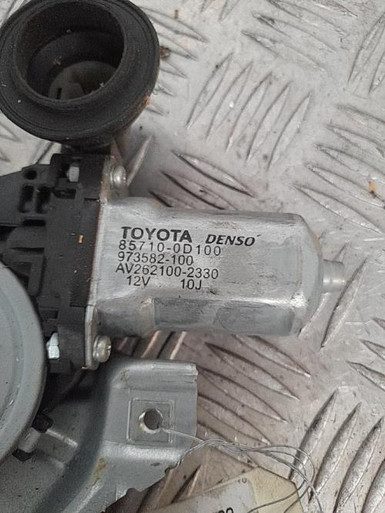 TOYOTA DENSO
85710-0D100
973582-100
AV262100-2330
12V 10J